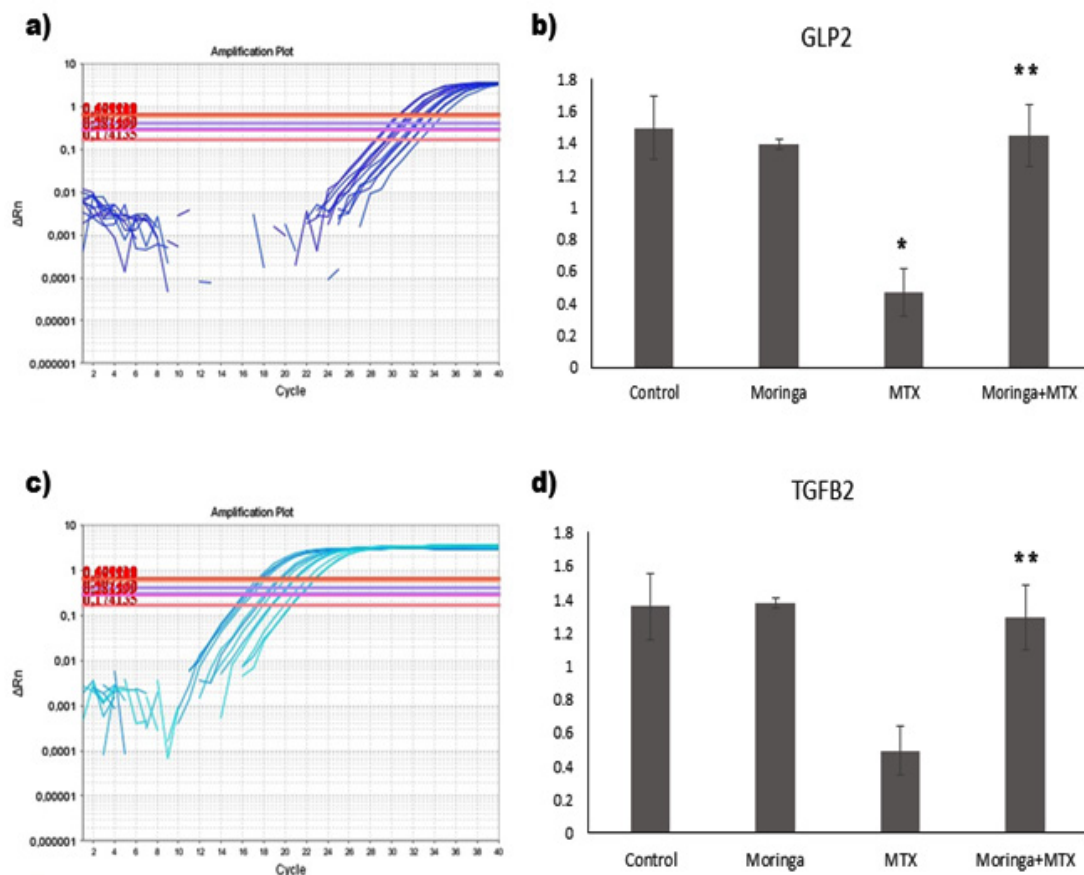 a)
Amplification Plot
10
1
0,1
0,01
0,001
0,0001
0,00001
0,000001
ΔRn
0,174135
2 4 6 8 10 12 14 16 18 20 22 24 26 28 30 32 34 36 38 40
Cycle
b)
GLP2
1.8
1.6
1.4
1.2
1
0.8
0.6
0.4
0.2
0
*
**
Control Moringa MTX Moringa+MTX
c)
Amplification Plot
10
1
0,1
0,01
0,001
0,0001
0,00001
0,000001
ΔRn
0,174135
2 4 6 8 10 12 14 16 18 20 22 24 26 28 30 32 34 36 38 40
Cycle
d)
TGFB2
1.8
1.6
1.4
1.2
1
0.8
0.6
0.4
0.2
0
**
Control Moringa MTX Moringa+MTX